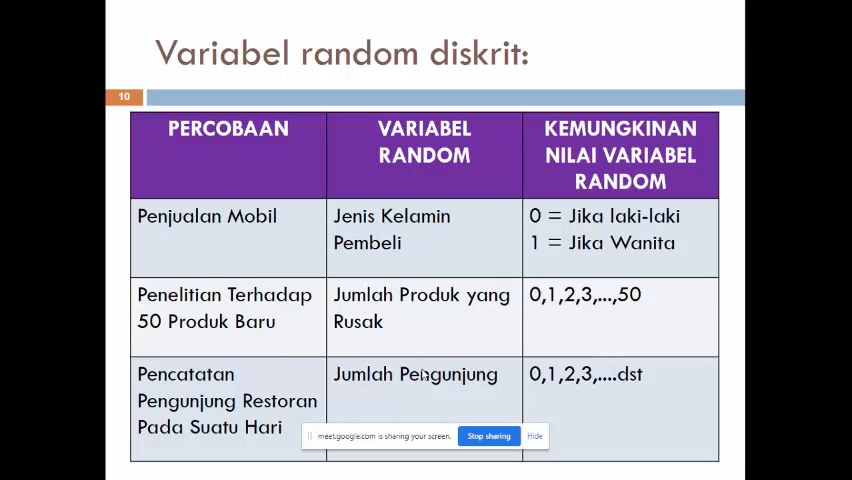 Variabel random diskrit:
10
PERCOBAAN
VARIABEL
RANDOM
KEMUNGKINAN
NILAI VARIABEL
RANDOM
Penjualan Mobil
Jenis Kelamin
Pembeli
0 = Jika laki-laki
1 = Jika Wanita
Penelitian Terhadap
50 Produk Baru
Jumlah Produk yang
Rusak
0,1,2,3,...,50
Pencatatan
Pengunjung Restoran
Pada Suatu Hari
Jumlah Pengunjung
0,1,2,3,....dst
meet.google.com is sharing your screen.
Stop sharing
Hide